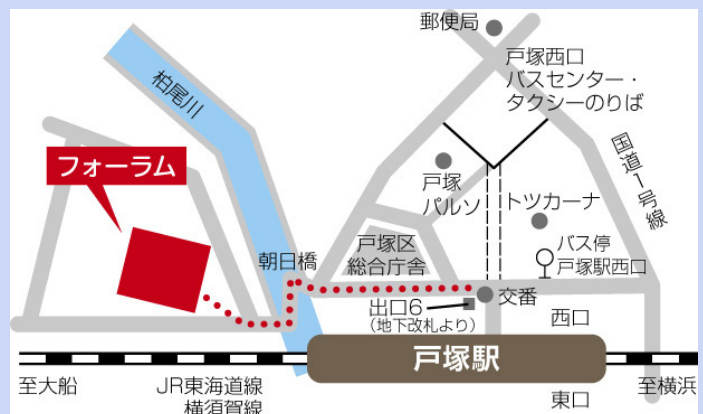 郵便局
戸塚西口
バスセンター・
タクシーのりば
柏尾川
国道1号線
フォーラム
戸塚
パルソ
トツカーナ
戸塚区
総合庁舎
バス停
戸塚駅西口
朝日橋
出口6
(地下改札より)
交番
西口
戸塚駅
至大船
JR東海道線
横須賀線
至横浜
東口